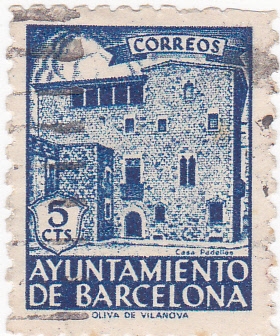 CORREOS
5
CTS
Casa Padellas
AYUNTAMIENTO
DE BARCELONA
OLIVA DE VILANOVA